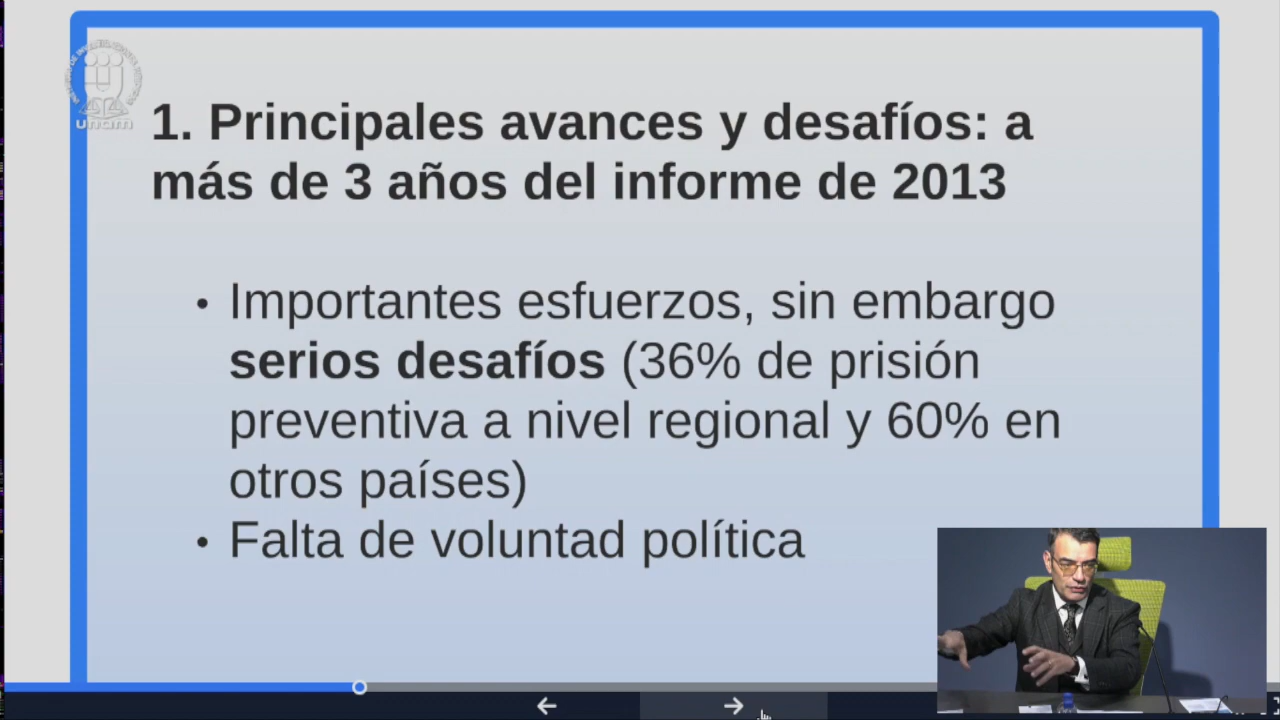 unam
1. Principales avances y desafíos: a
más de 3 años del informe de 2013
• Importantes esfuerzos, sin embargo
serios desafíos (36% de prisión
preventiva a nivel regional y 60% en
otros países)
• Falta de voluntad política